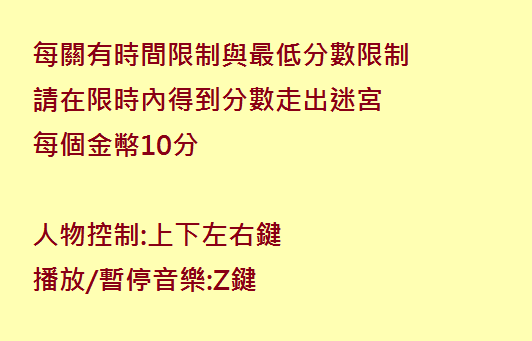 每關有時間限制與最低分數限制
請在限時內得到分數走出迷宮
每個金幣10分
人物控制:上下左右鍵
播放/暫停音樂:Z鍵